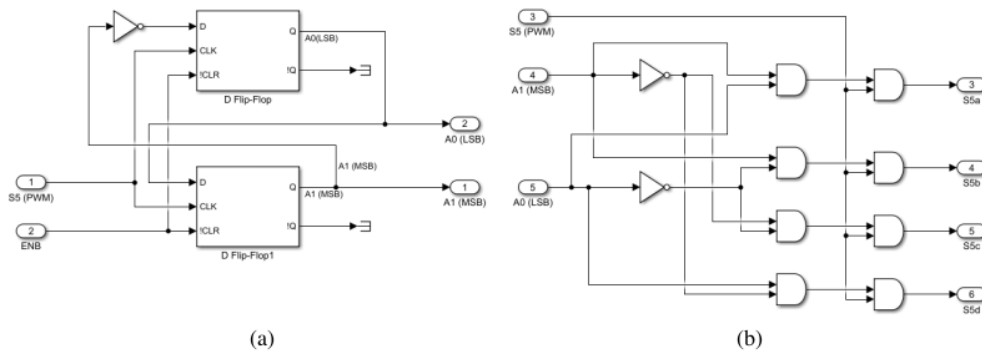 D
CLK
!CLR
Q
!Q
A0(LSB)
D Flip-Flop
2
A0 (LSB)
A1 (MSB)
D
CLK
!CLR
Q
!Q
A1 (MSB)
1
A1 (MSB)
D Flip-Flop1
1
S5 (PWM)
2
ENB
(a)
3
S5 (PWM)
4
A1 (MSB)
5
A0 (LSB)
3
S5a
4
S5b
5
S5c
6
S5d
(b)